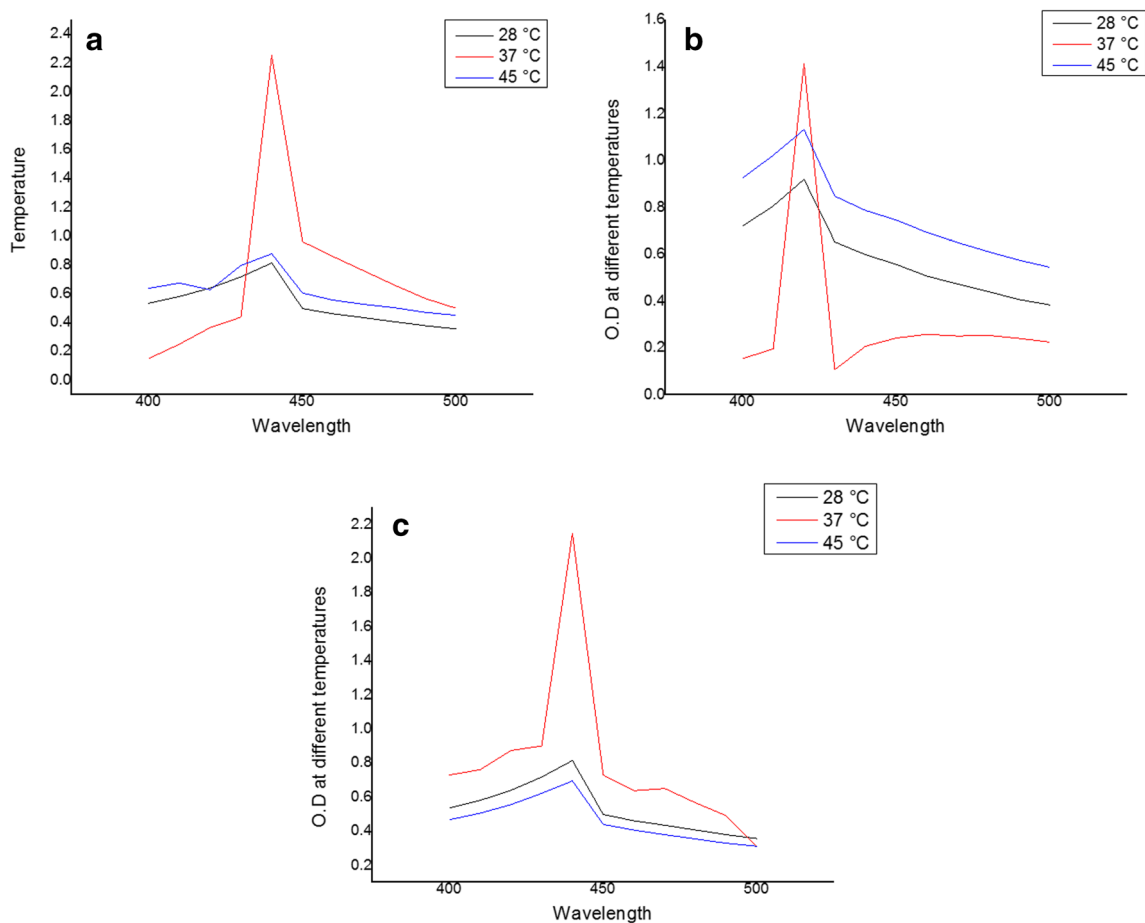 a
28 °C
37 °C
45 °C
2.4
2.2
2.0
1.8
1.6
1.4
1.2
1.0
0.8
0.6
0.4
0.2
0.0
Temperature
400 450 500
Wavelength
b
28 °C
37 °C
45 °C
1.6
1.4
1.2
1.0
0.8
0.6
0.4
0.2
0.0
O.D at different temperatures
400 450 500
Wavelength
c
28 °C
37 °C
45 °C
2.2
2.0
1.8
1.6
1.4
1.2
1.0
0.8
0.6
0.4
0.2
O.D at different temperatures
400 450 500
Wavelength